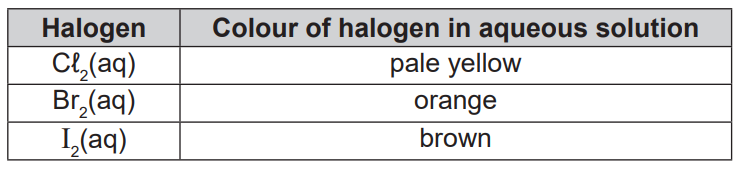 Halogen Colour of halogen in aqueous solution
Cℓ₂(aq) pale yellow
Br₂(aq) orange
I₂(aq) brown